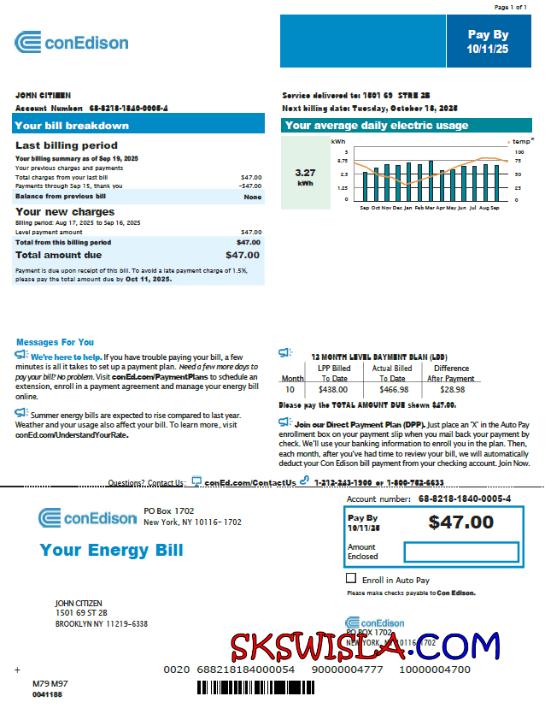 Page 1 of 1
conEdison
Pay By
10/11/25
JOHN CITIZEN
Account Number: 68-8218-1840-0005-4
Service delivered to: 1501 69 STRE 2B
Next billing date: Tuesday, October 18, 2025
Your bill breakdown
Last billing period
Your billing summary as of Sep 19, 2025
Your previous charges and payments
Total charges from your last bill $47.00
Payments through Sep 15, thank you -$47.00
Balance from previous bill None
Your new charges
Billing period: Aug 17, 2025 to Sep 16, 2025
Level payment amount $47.00
Total from this billing period $47.00
Total amount due $47.00
Payment is due upon receipt of this bill. To avoid a late payment charge of 1.5%,
please pay the total amount due by Oct 11, 2025.
Your average daily electric usage
3.27
kWh
kWh temp°
5 100
3.75 75
2.5 50
1.25 25
0 0
Sep Oct Nov Dec Jan Feb Mar Apr May Jun Jul Aug Sep
Messages For You
We're here to help. If you have trouble paying your bill, a few
minutes is all it takes to set up a payment plan. Need a few more days to
pay your bill? No problem. Visit conEd.com/PaymentPlans to schedule an
extension, enroll in a payment agreement and manage your energy bill
online.
Summer energy bills are expected to rise compared to last year.
Weather and your usage also affect your bill. To learn more, visit
conEd.com/UnderstandYourRate.
12 MONTH LEVEL PAYMENT PLAN
LPP Billed Actual Billed Difference
Month To Date To Date After Payment
10 $438.00 $466.98 $28.98
Please pay the TOTAL AMOUNT DUE shown $47.00.
Join our Direct Payment Plan (DPP). Just place an 'X' in the Auto Pay
enrollment box on your payment slip when you mail back your payment by
check. We'll use your banking information to enroll you in the plan. Then,
each month, after you've had time to review your bill, we will automatically
deduct your Con Edison bill payment from your checking account. Join Now.
Questions? Contact Us: conEd.com/ContactUs 1-212-243-1900 or 1-800-752-6633
Account number: 68-8218-1840-0005-4
conEdison
PO Box 1702
New York, NY 10116-1702
Your Energy Bill
Pay By
10/11/25
$47.00
Amount
Enclosed
Enroll in Auto Pay
Please make checks payable to Con Edison.
JOHN CITIZEN
1501 69 ST 2B
BROOKLYN NY 11219-6338
conEdison
PO BOX 1702
NEW YORK, NY 10116-1702
SKSWISLA.COM
+ 0020 688218184000054 90000004777 10000004700
M79 M97
0041188